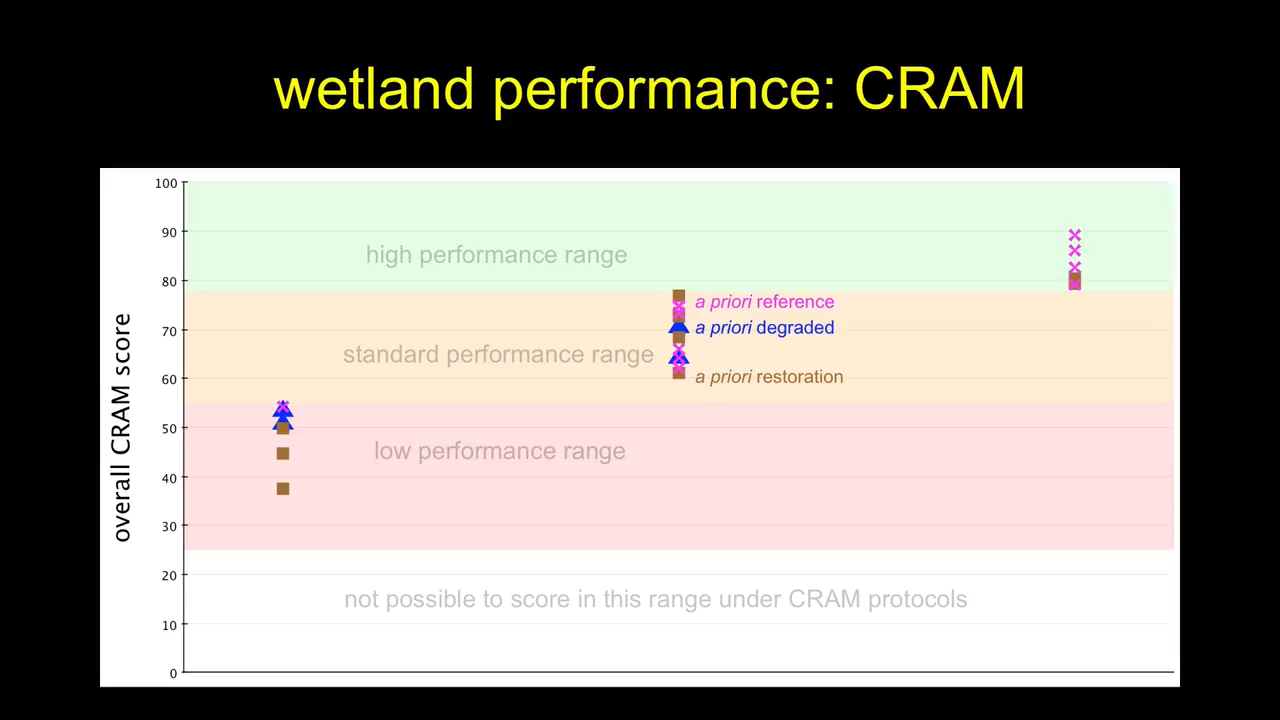 wetland performance: CRAM
overall CRAM score
100
90
80
70
60
50
40
30
20
10
0
high performance range
a priori reference
a priori degraded
standard performance range
a priori restoration
low performance range
not possible to score in this range under CRAM protocols